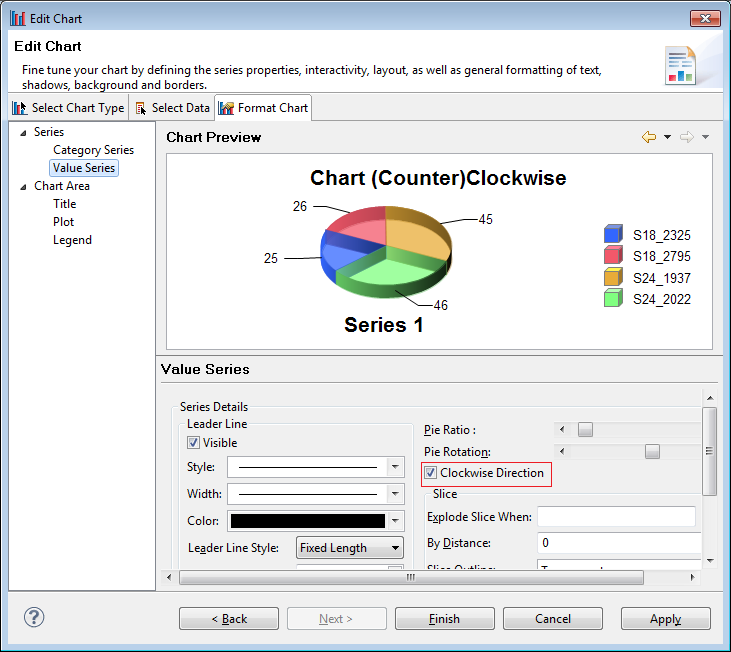 Edit Chart
Edit Chart
Fine tune your chart by defining the series properties, interactivity, layout, as well as general formatting of text,
shadows, background and borders.
Select Chart Type
Select Data
Format Chart
Series
Category Series
Value Series
Chart Area
Title
Plot
Legend
Chart Preview
Chart (Counter)Clockwise
26
45
25
46
Series 1
S18_2325
S18_2795
S24_1937
S24_2022
Value Series
Series Details
Leader Line
Visible
Style:
Width:
Color:
Leader Line Style: Fixed Length
Pie Ratio :
Pie Rotation:
Clockwise Direction
Slice
Explode Slice When:
By Distance: 0
Slice Outline:
< Back
Next >
Finish
Cancel
Apply